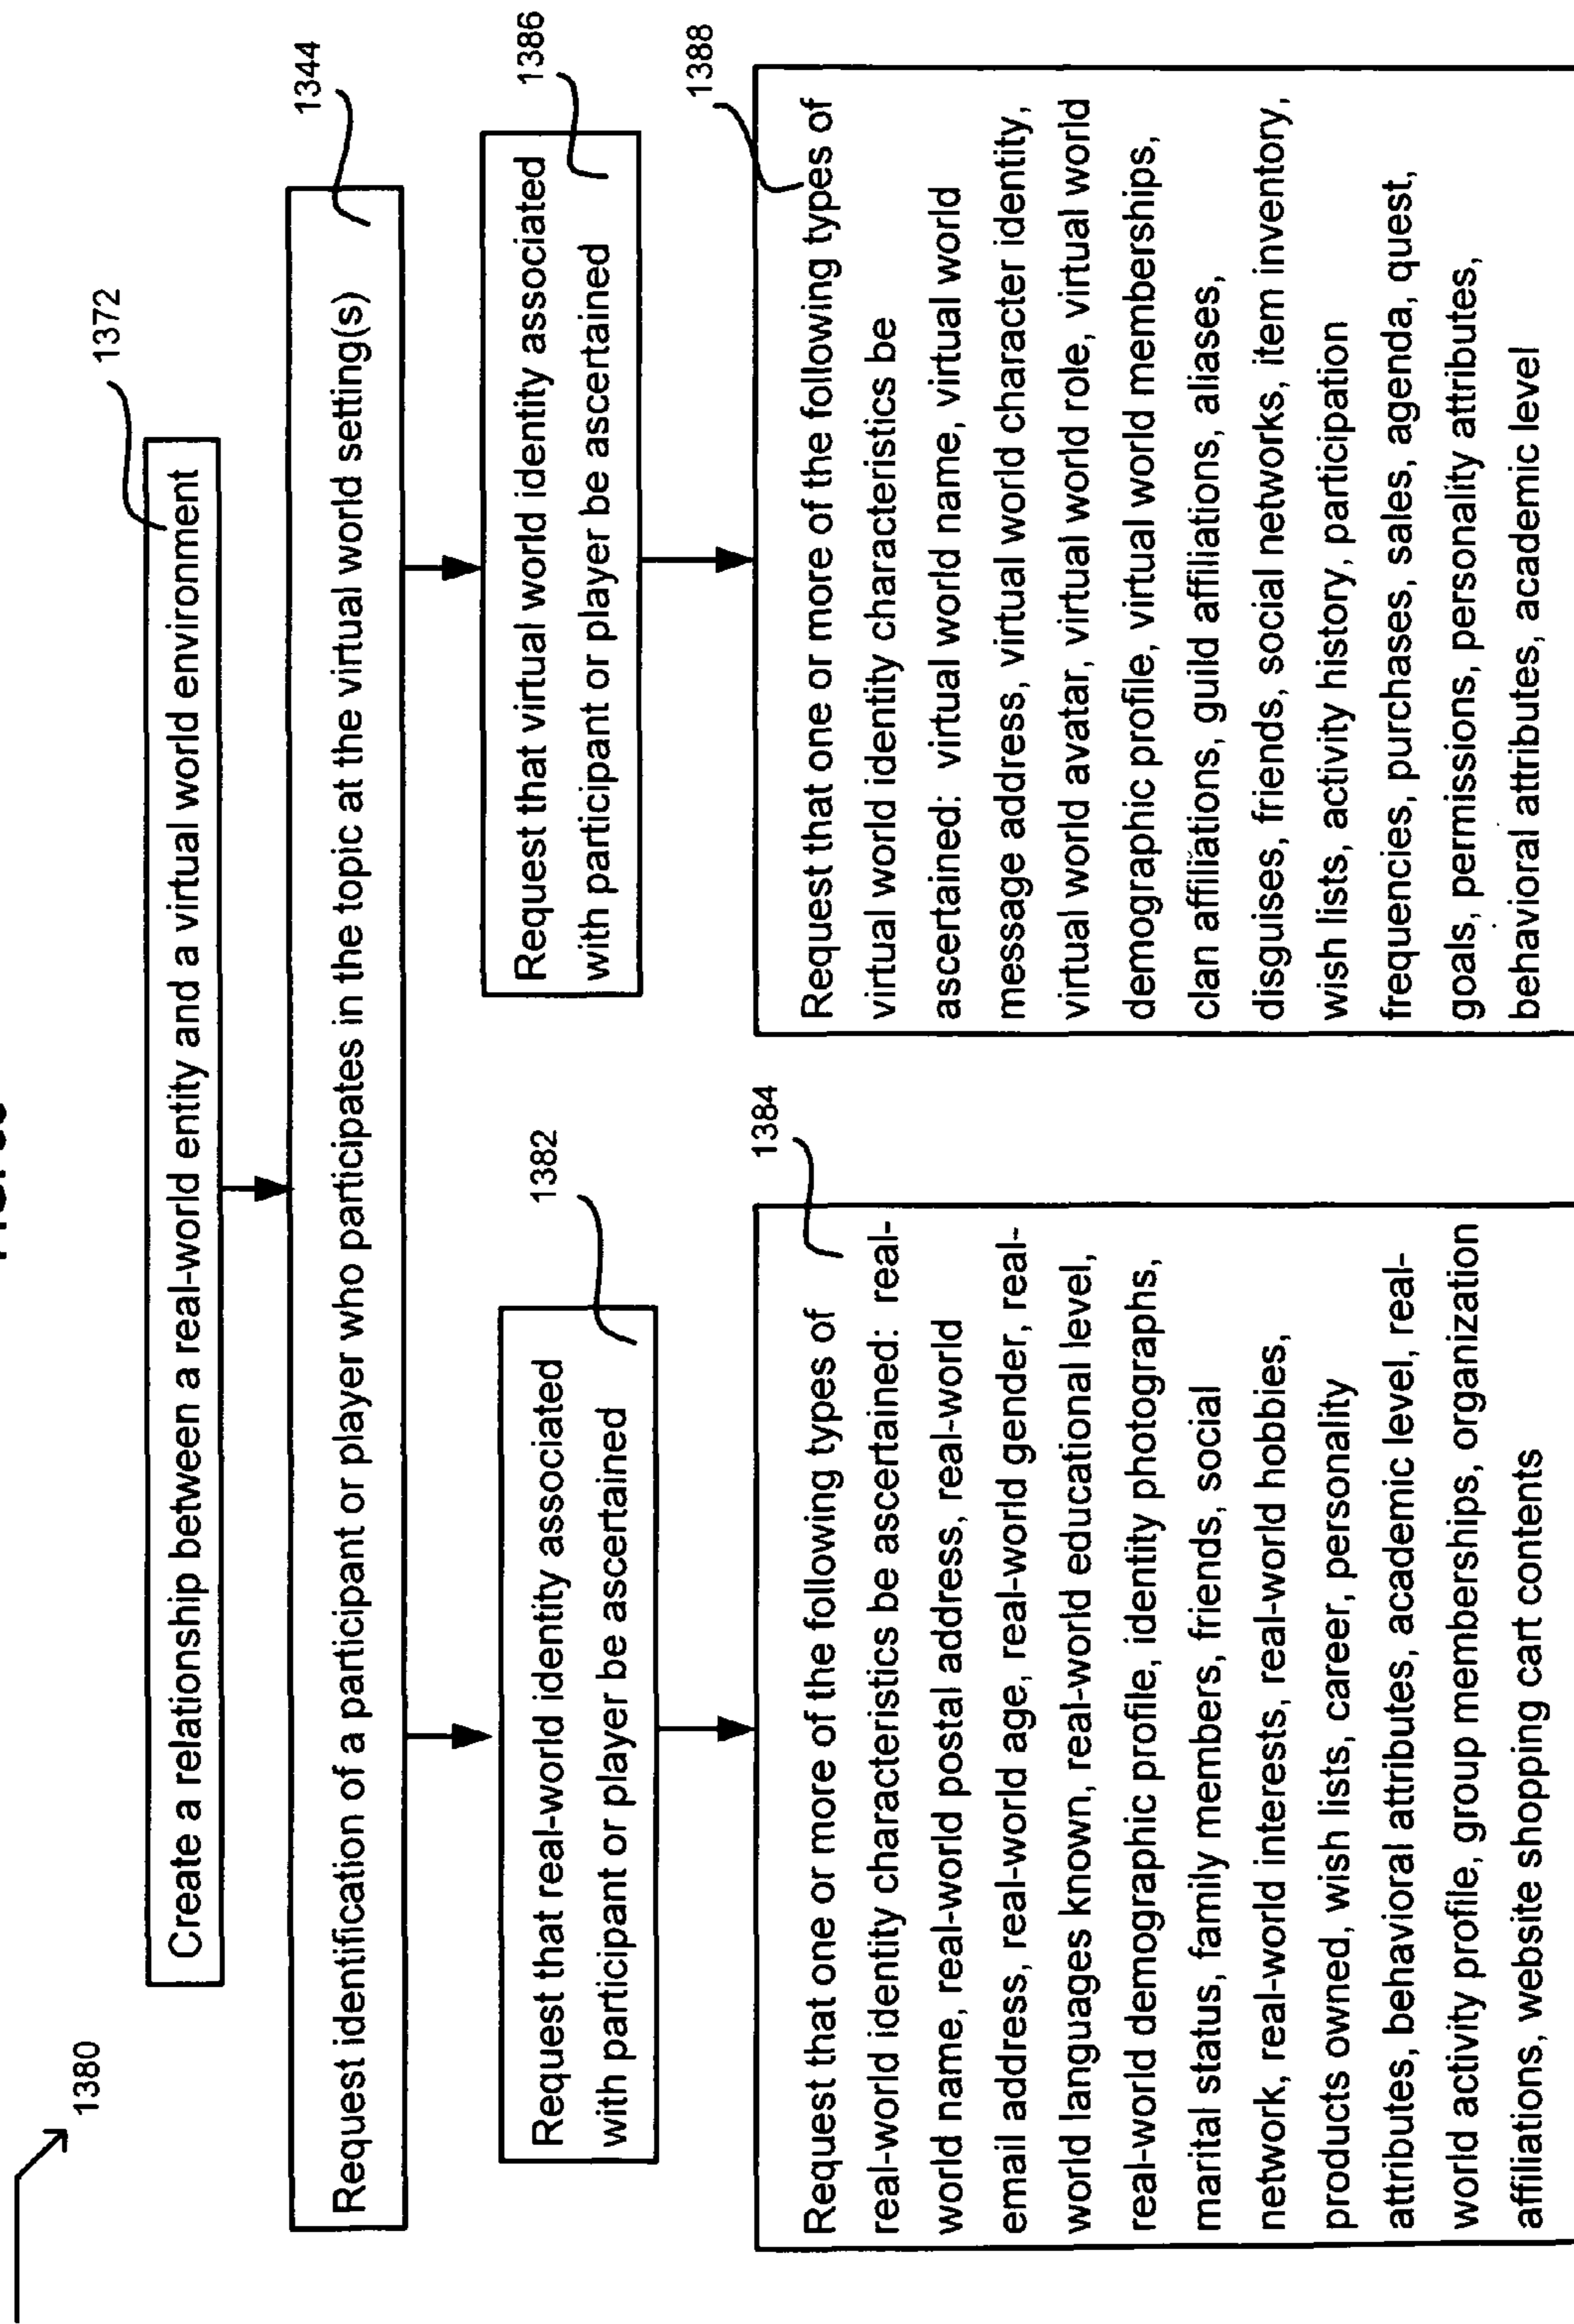 1380
1372
Create a relationship between a real-world entity and a virtual world environment
1344
Request identification of a participant or player who participates in the topic at the virtual world setting(s)
1382
Request that real-world identity associated
with participant or player be ascertained
1386
Request that virtual world identity associated
with participant or player be ascertained
1384
Request that one or more of the following types of
real-world identity characteristics be ascertained: real-
world name, real-world postal address, real-world
email address, real-world age, real-world gender, real-
world languages known, real-world educational level,
real-world demographic profile, identity photographs,
marital status, family members, friends, social
network, real-world interests, real-world hobbies,
products owned, wish lists, career, personality
attributes, behavioral attributes, academic level, real-
world activity profile, group memberships, organization
affiliations, website shopping cart contents
1388
Request that one or more of the following types of
virtual world identity characteristics be
ascertained: virtual world name, virtual world
message address, virtual world character identity,
virtual world avatar, virtual world role, virtual world
demographic profile, virtual world memberships,
clan affiliations, guild affiliations, aliases,
disguises, friends, social networks, item inventory,
wish lists, activity history, participation
frequencies, purchases, sales, agenda, quest,
goals, permissions, personality attributes,
behavioral attributes, academic level